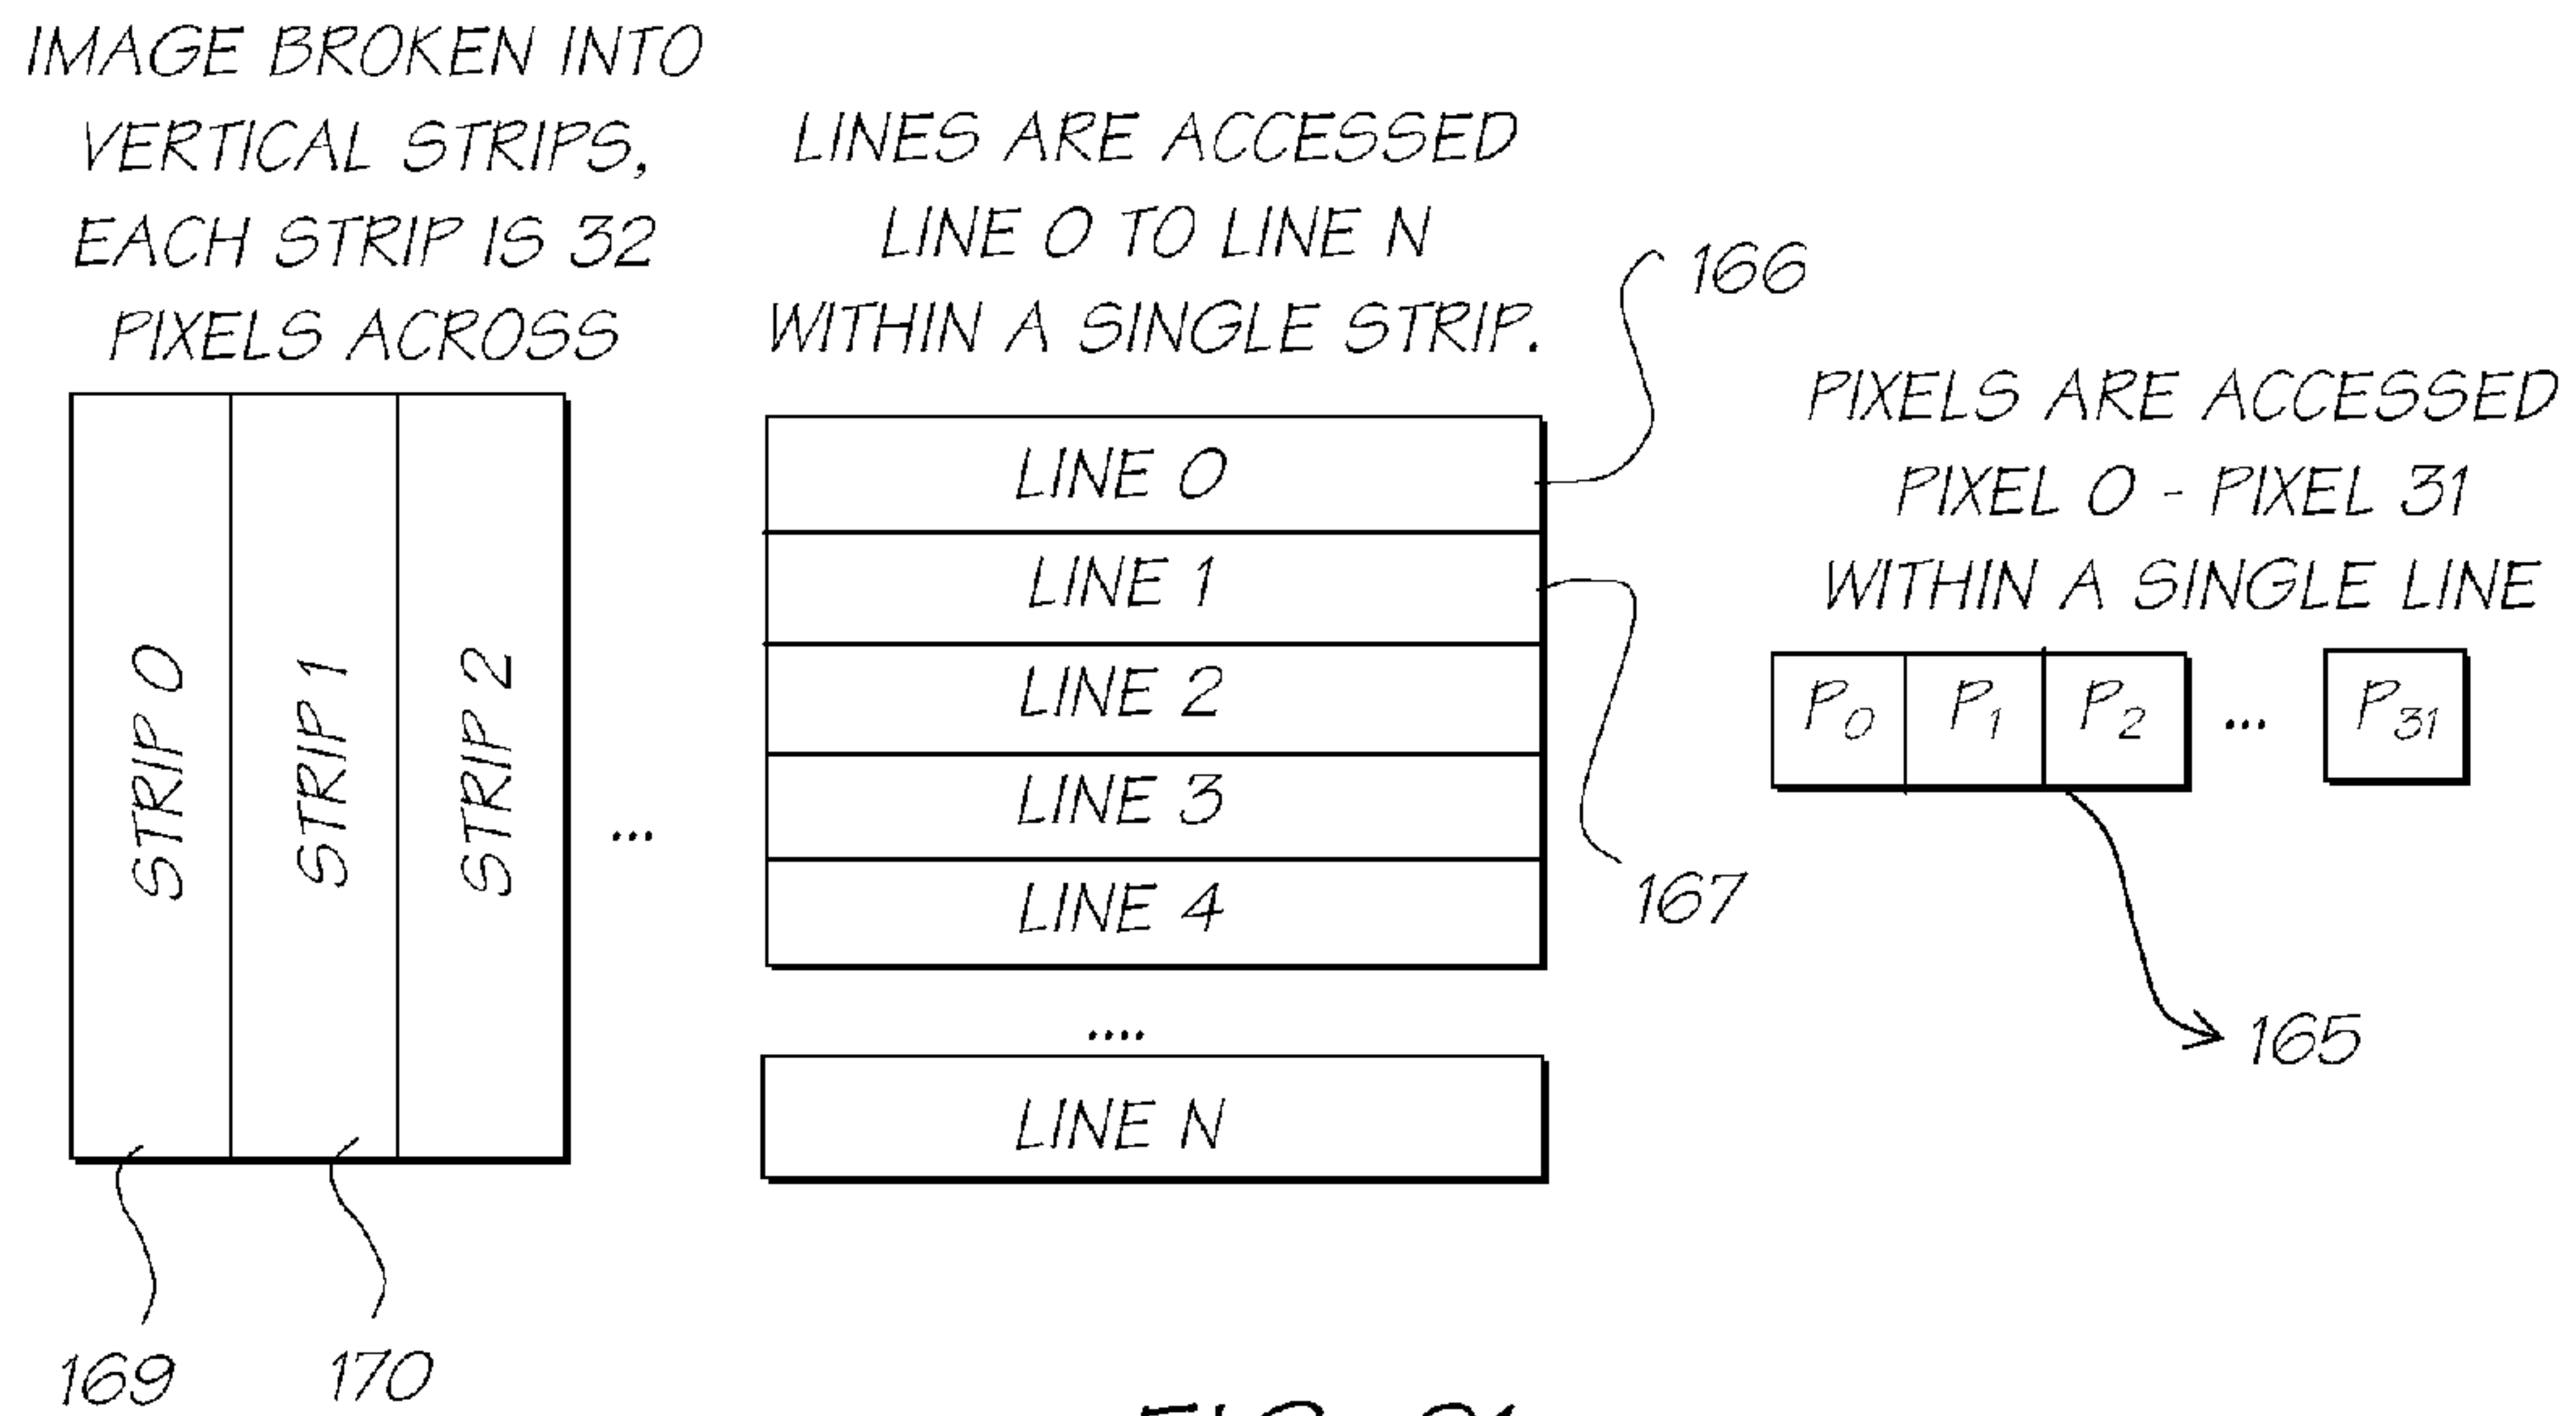 IMAGE BROKEN INTO
VERTICAL STRIPS,
EACH STRIP IS 32
PIXELS ACROSS
STRIP 0
STRIP 1
STRIP 2
...
169
170
LINES ARE ACCESSED
LINE 0 TO LINE N
WITHIN A SINGLE STRIP.
LINE 0
LINE 1
LINE 2
LINE 3
LINE 4
....
LINE N
166
167
PIXELS ARE ACCESSED
PIXEL 0 - PIXEL 31
WITHIN A SINGLE LINE
P0 P1 P2 ... P31
165